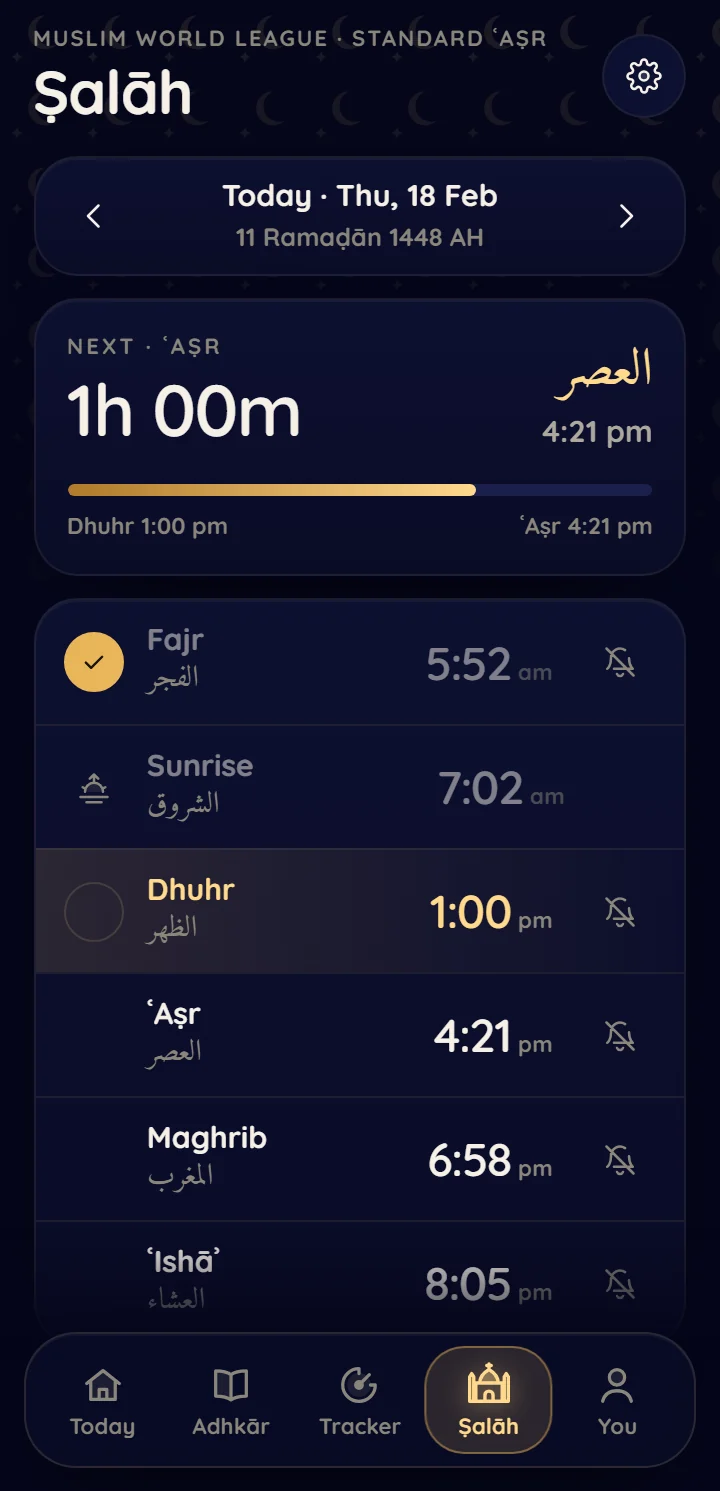 MUSLIM WORLD LEAGUE · STANDARD ʿAṢR
Ṣalāh
Today · Thu, 18 Feb
11 Ramaḍān 1448 AH
NEXT · ʿAṢR
العصر
1h 00m
4:21 pm
Dhuhr 1:00 pm
ʿAṣr 4:21 pm
Fajr
الفجر
5:52 am
Sunrise
الشروق
7:02 am
Dhuhr
الظهر
1:00 pm
ʿAṣr
العصر
4:21 pm
Maghrib
المغرب
6:58 pm
ʿIshāʾ
العشاء
8:05 pm
Today
Adhkār
Tracker
Ṣalāh
You